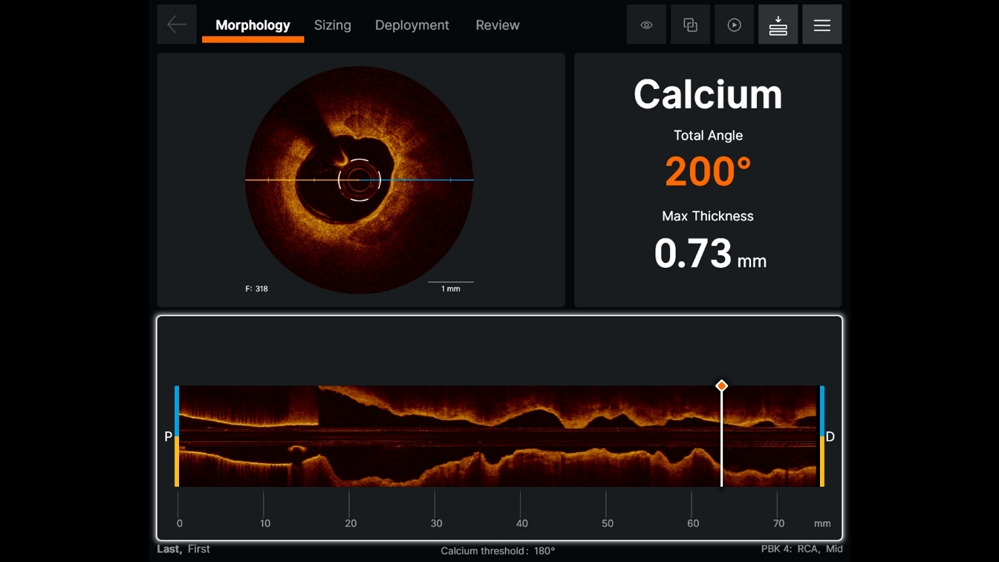 Morphology Sizing Deployment Review
Calcium
Total Angle
200°
Max Thickness
0.73 mm
F: 318
1 mm
P
D
0 10 20 30 40 50 60 70 mm
Last, First
Calcium threshold: 180°
PBK 4: RCA, Mid